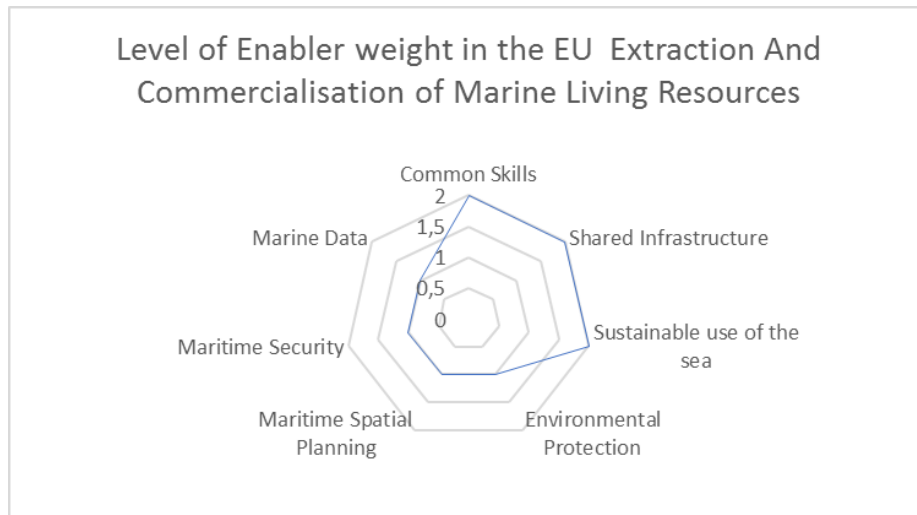 Level of Enabler weight in the EU Extraction And
Commercialisation of Marine Living Resources
Common Skills
2
1,5
1
0,5
0
Shared Infrastructure
Sustainable use of the
sea
Environmental
Protection
Maritime Spatial
Planning
Maritime Security
Marine Data